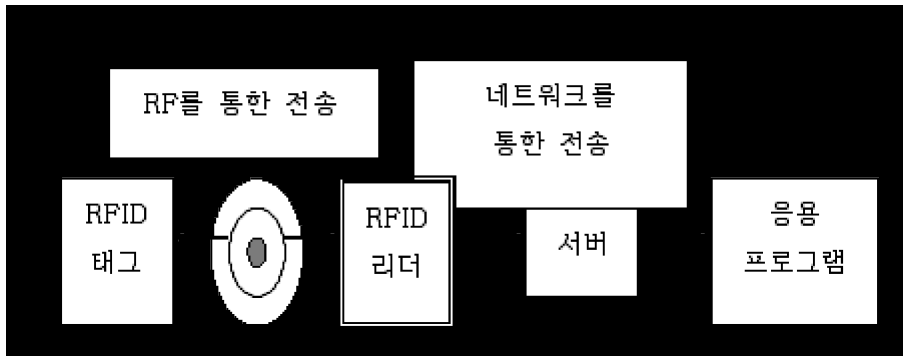 RF를 통한 전송
네트워크를
통한 전송
RFID
태그
RFID
리더
서버
응용
프로그램